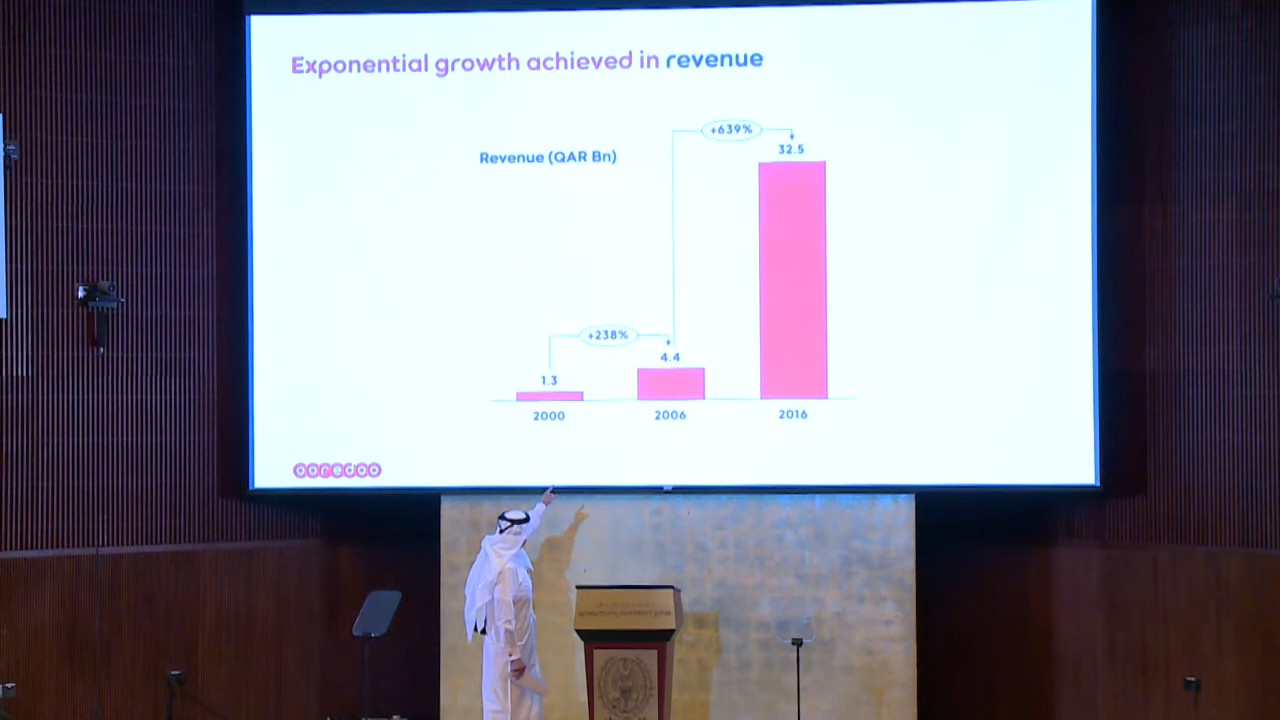 Exponential growth achieved in revenue
+639%
Revenue (QAR Bn)
32.5
+238%
4.4
1.3
2000 2006 2016
ooredoo